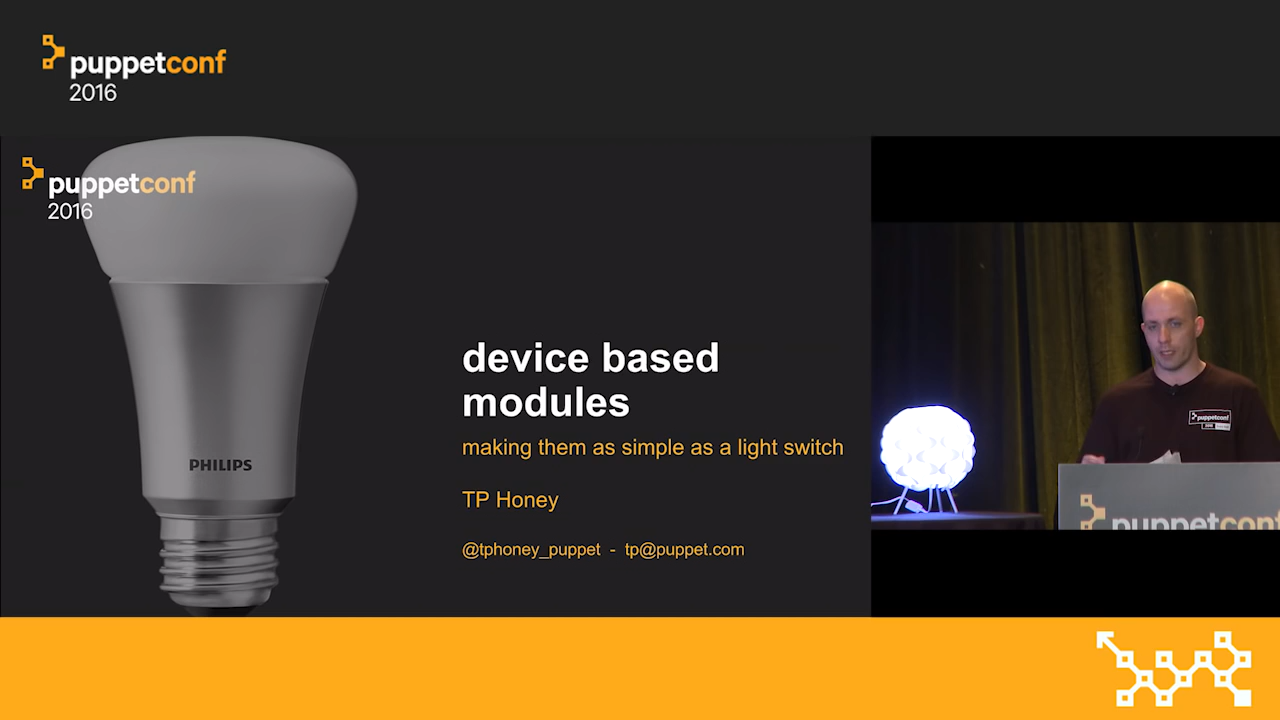 puppetconf
2016
puppetconf
2016
PHILIPS
device based
modules
making them as simple as a light switch
TP Honey
@tphoney_puppet - tp@puppet.com
puppetconf
puppetconf